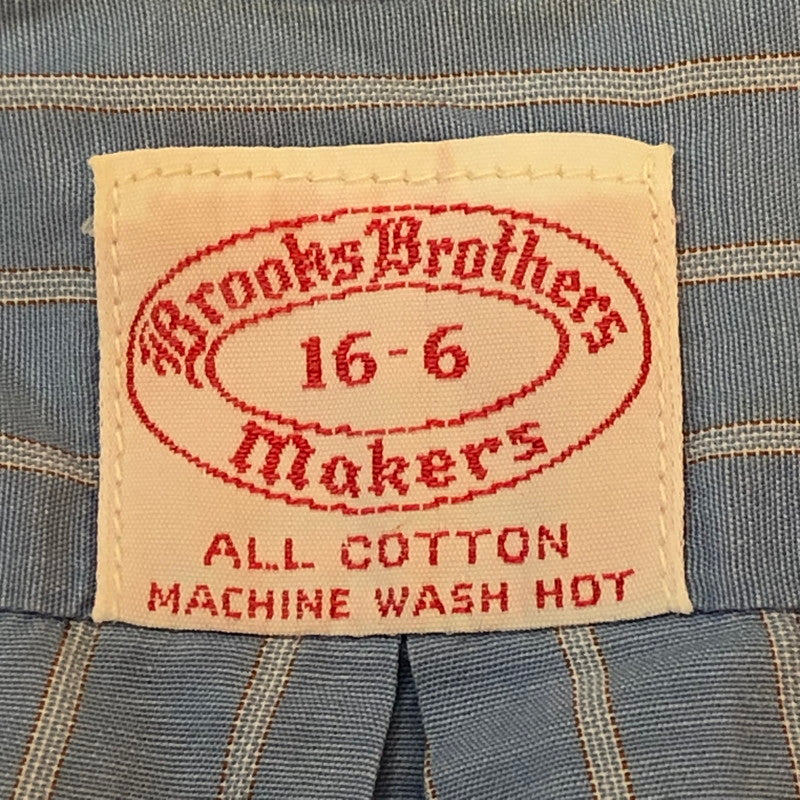 Brooks Brothers
16-6
Makers
ALL COTTON
MACHINE WASH HOT